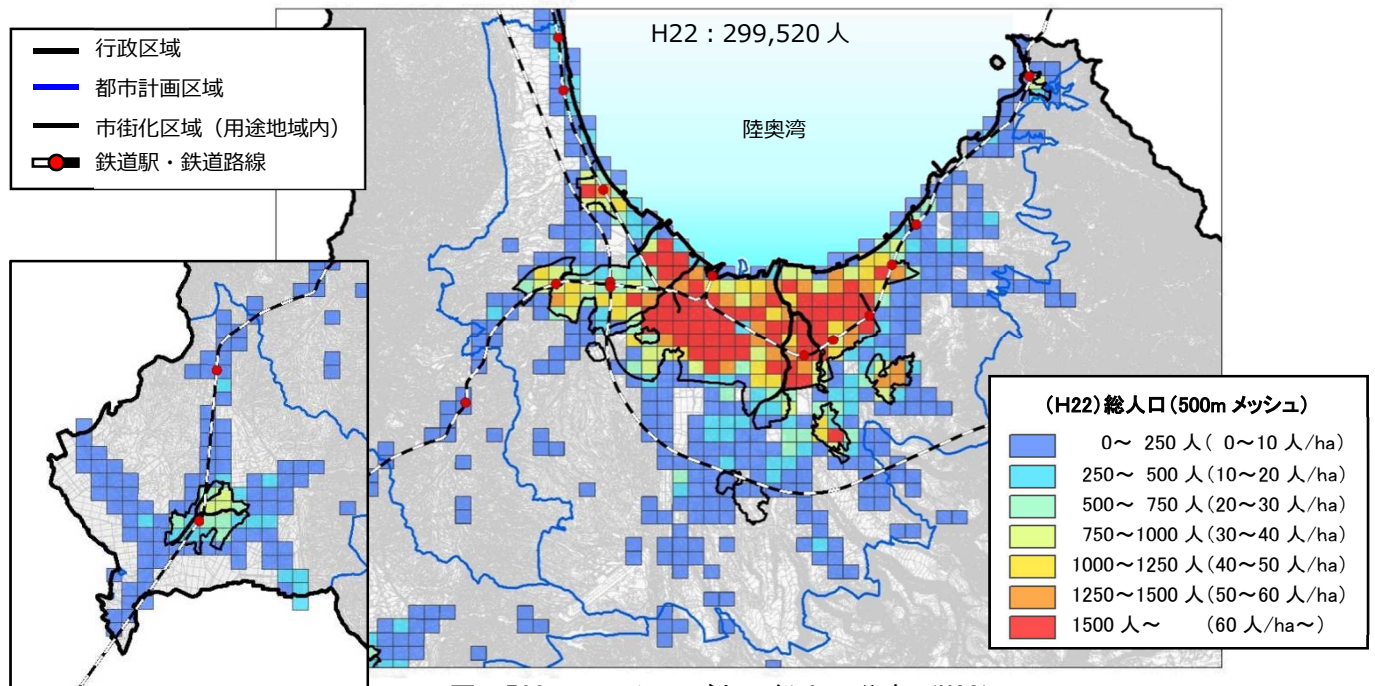 H22：299,520 人
行政区域
都市計画区域
市街化区域（用途地域内）
鉄道駅・鉄道路線
陸奥湾
(H22)総人口(500m メッシュ)
0～ 250 人( 0～10 人/ha)
250～ 500 人(10～20 人/ha)
500～ 750 人(20～30 人/ha)
750～1000 人(30～40 人/ha)
1000～1250 人(40～50 人/ha)
1250～1500 人(50～60 人/ha)
1500 人～ (60 人/ha～)